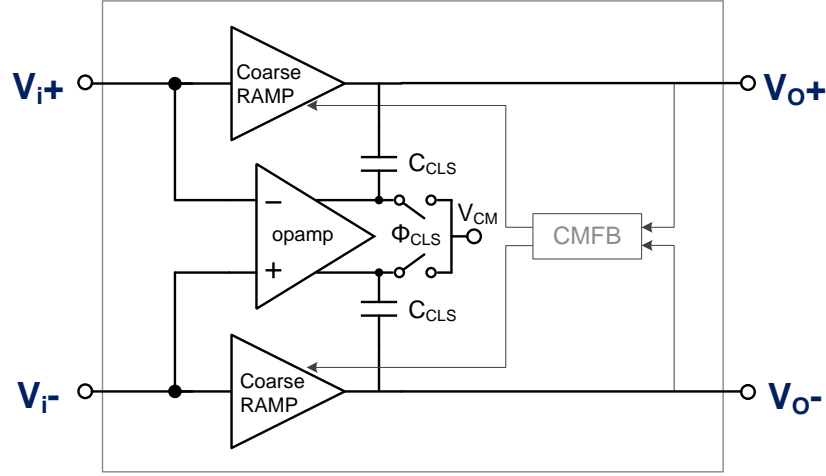 Coarse
RAMP
Vi+
VO+
CCLS
−
opamp
+
VCM
ΦCLS
CMFB
CCLS
Coarse
RAMP
Vi-
VO-